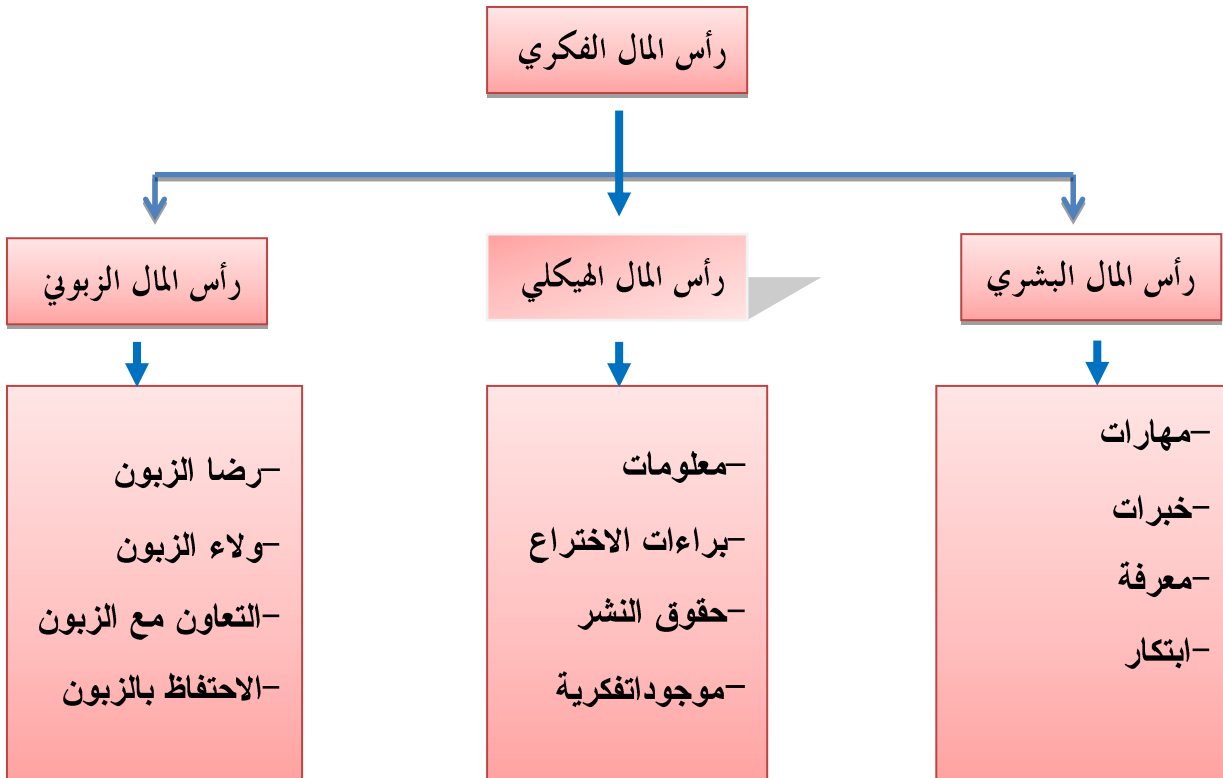 رأس المال الفكري
رأس المال البشري
رأس المال الهيكلي
رأس المال الزبوني
-مهارات
-خبرات
-معرفة
-ابتكار
-معلومات
-براءات الاختراع
-حقوق النشر
-موجوداتفكرية
-رضا الزبون
-ولاء الزبون
-التعاون مع الزبون
-الاحتفاظ بالزبون